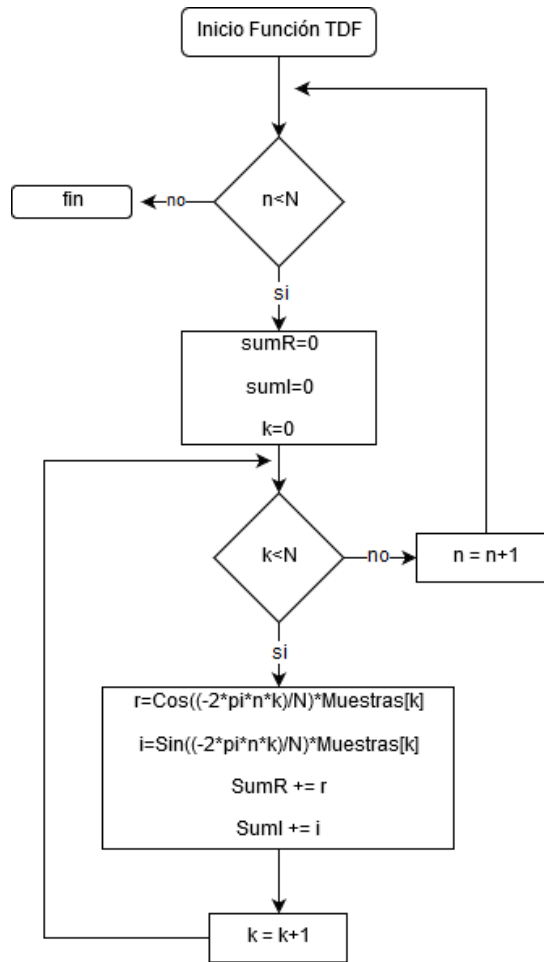 Inicio Función TDF
n<N
no
fin
si
sumR=0
sumI=0
k=0
k<N
no
n = n+1
si
r=Cos((-2*pi*n*k)/N)*Muestras[k]
i=Sin((-2*pi*n*k)/N)*Muestras[k]
SumR += r
SumI += i
k = k+1